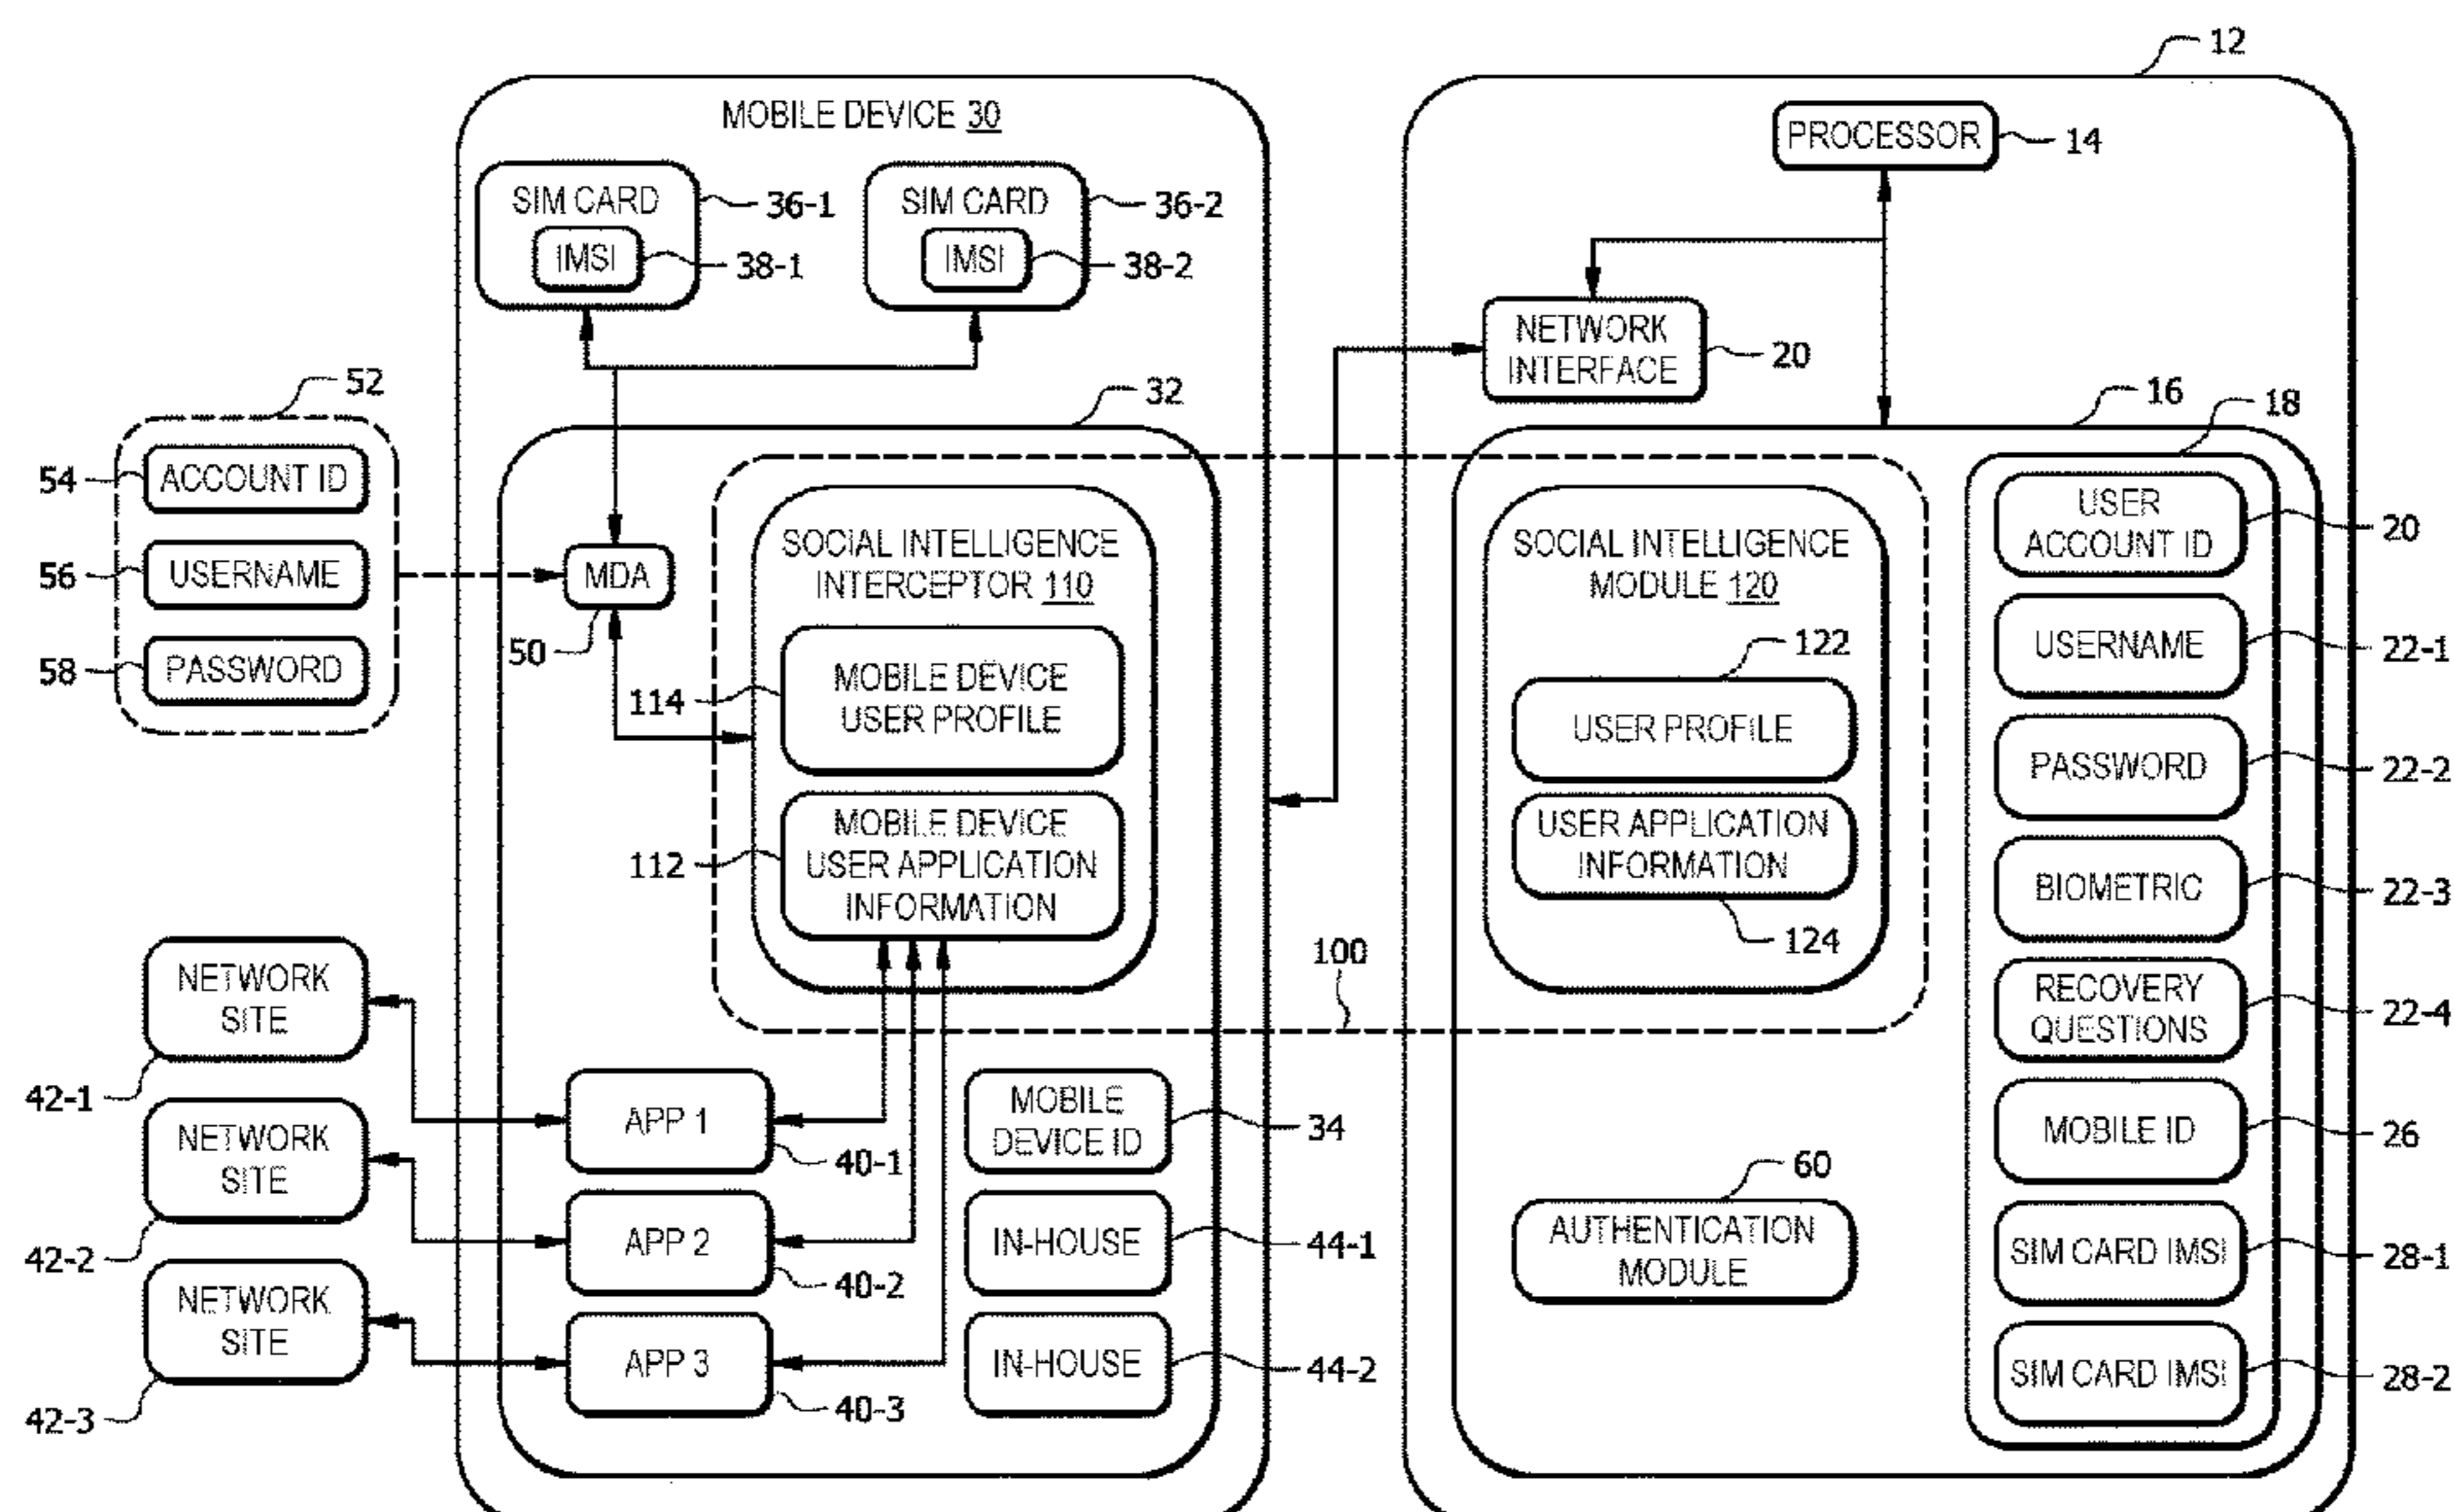 12
MOBILE DEVICE 30
PROCESSOR
14
SIM CARD
36-1
IMSI
38-1
SIM CARD
36-2
IMSI
38-2
NETWORK
INTERFACE
20
52
ACCOUNT ID
54
USERNAME
56
PASSWORD
58
32
MDA
50
SOCIAL INTELLIGENCE
INTERCEPTOR 110
MOBILE DEVICE
USER PROFILE
114
MOBILE DEVICE
USER APPLICATION
INFORMATION
112
100
NETWORK
SITE
42-1
NETWORK
SITE
42-2
NETWORK
SITE
42-3
APP 1
40-1
APP 2
40-2
APP 3
40-3
MOBILE
DEVICE ID
34
IN-HOUSE
44-1
IN-HOUSE
44-2
16
18
SOCIAL INTELLIGENCE
MODULE 120
122
USER PROFILE
USER APPLICATION
INFORMATION
124
60
AUTHENTICATION
MODULE
USER
ACCOUNT ID
20
USERNAME
22-1
PASSWORD
22-2
BIOMETRIC
22-3
RECOVERY
QUESTIONS
22-4
MOBILE ID
26
SIM CARD IMSI
28-1
SIM CARD IMSI
28-2